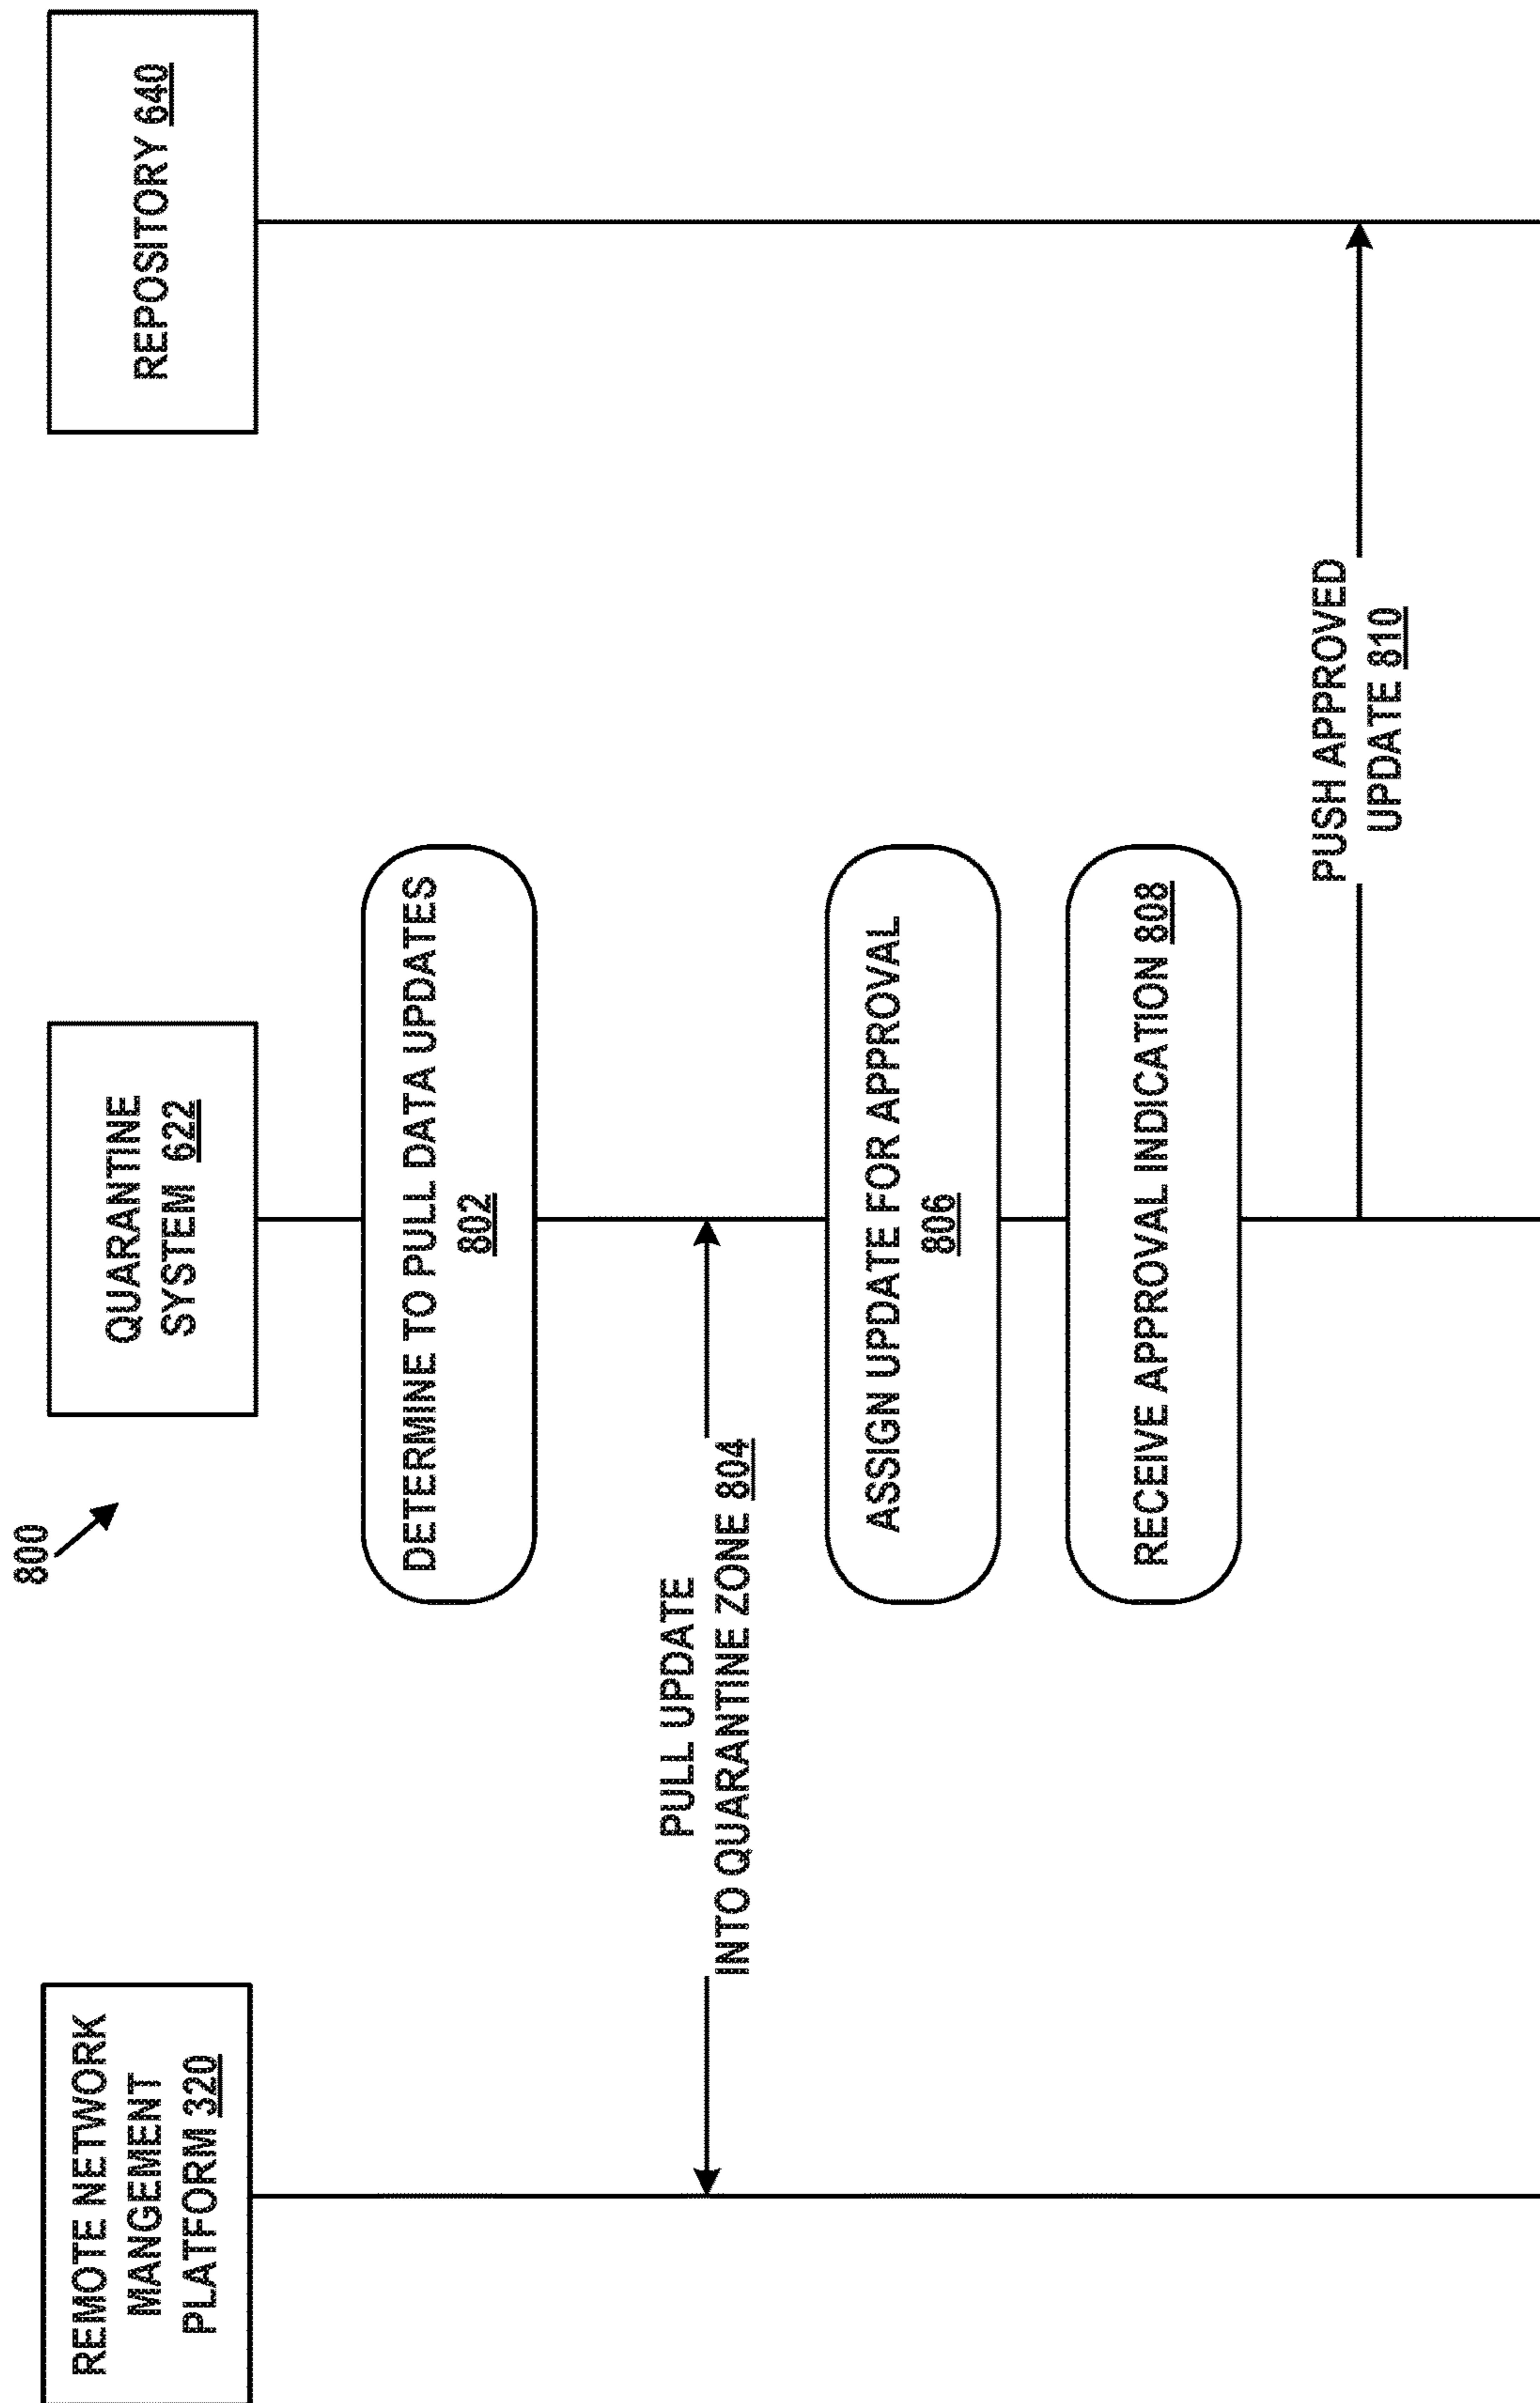 800
REMOTE NETWORK
MANGEMENT
PLATFORM 320
QUARANTINE
SYSTEM 622
REPOSITORY 640
DETERMINE TO PULL DATA UPDATES
802
PULL UPDATE
INTO QUARANTINE ZONE 804
ASSIGN UPDATE FOR APPROVAL
806
RECEIVE APPROVAL INDICATION 808
PUSH APPROVED
UPDATE 810